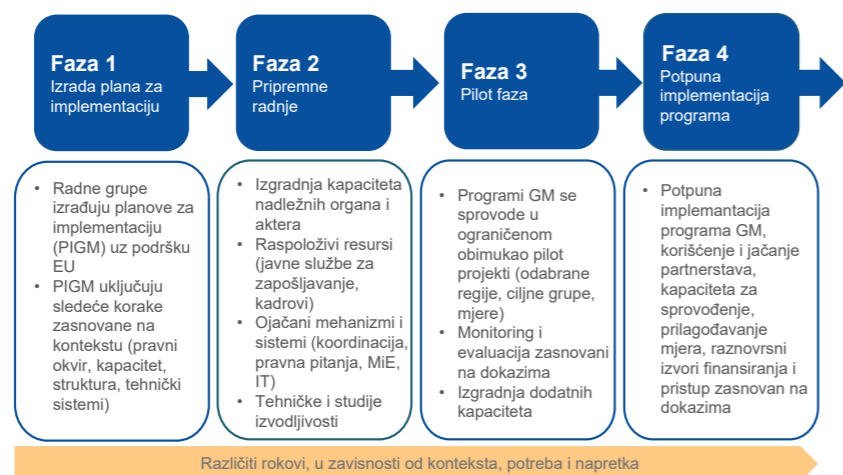 Faza 1
Izrada plana za
implementaciju
Faza 2
Pripremne
radnje
Faza 3
Pilot faza
Faza 4
Potpuna
implementacija
programa
• Radne grupe
izrađuju planove za
implementaciju
(PIGM) uz podršku
EU
• PIGM uključuju
sledeće korake
zasnovane na
kontekstu (pravni
okvir, kapacitet,
struktura, tehnički
sistemi)
• Izgradnja kapaciteta
nadležnih organa i
aktera
• Raspoloživi resursi
(javne službe za
zapošljavanje,
kadrovi)
• Ojačani mehanizmi i
sistemi (koordinacija,
pravna pitanja, MiE,
IT)
• Tehničke i studije
izvodljivosti
• Programi GM se
sprovode u
ograničenom
obimukao pilot
projekti (odabrane
regije, ciljne grupe,
mjere)
• Monitoring i
evaluacija zasnovani
na dokazima
• Izgradnja dodatnih
kapaciteta
• Potpuna
implemantacija
programa GM,
korišćenje i jačanje
partnerstava,
kapaciteta za
sprovođenje,
prilagođavanje
mjera, raznovrsni
izvori finansiranja i
pristup zasnovan na
dokazima
Različiti rokovi, u zavisnosti od konteksta, potreba i napretka